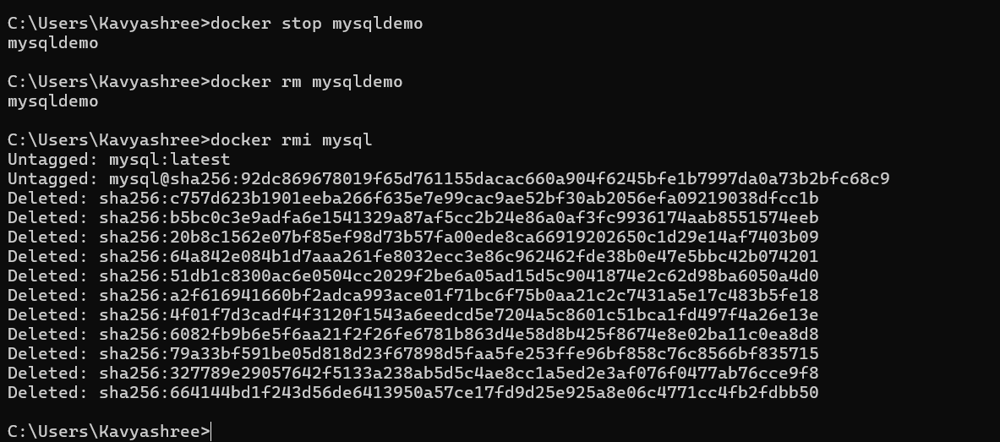 C:\Users\Kavyashree>docker stop mysqldemo
mysqldemo
C:\Users\Kavyashree>docker rm mysqldemo
mysqldemo
C:\Users\Kavyashree>docker rmi mysql
Untagged: mysql:latest
Untagged: mysql@sha256:92dc869678019f65d761155dacac660a904f6245bfe1b7997da0a73b2bfc68c9
Deleted: sha256:c757d623b1901eeba266f635e7e99cac9ae52bf30ab2056efa09219038dfcc1b
Deleted: sha256:b5bc0c3e9adfa6e1541329a87af5cc2b24e86a0af3fc9936174aab8551574eeb
Deleted: sha256:20b8c1562e07bf85ef98d73b57fa00ede8ca66919202650c1d29e14af7403b09
Deleted: sha256:64a842e084b1d7aaa261fe8032ecc3e86c962462fde38b0e47e5bbc42b074201
Deleted: sha256:51db1c8300ac6e0504cc2029f2be6a05ad15d5c9041874e2c62d98ba6050a4d0
Deleted: sha256:a2f616941660bf2adca993ace01f71bc6f75b0aa21c2c7431a5e17c483b5fe18
Deleted: sha256:4f01f7d3cadf4f3120f1543a6eedcd5e7204a5c8601c51bca1fd497f4a26e13e
Deleted: sha256:6082fb9b6e5f6aa21f2f26fe6781b863d4e58d8b425f8674e8e02ba11c0ea8d8
Deleted: sha256:79a33bf591be05d818d23f67898d5faa5fe253ffe96bf858c76c8566bf835715
Deleted: sha256:327789e29057642f5133a238ab5d5c4ae8cc1a5ed2e3af076f0477ab76cce9f8
Deleted: sha256:664144bd1f243d56de6413950a57ce17fd9d25e925a8e06c4771cc4fb2fdbb50
C:\Users\Kavyashree>